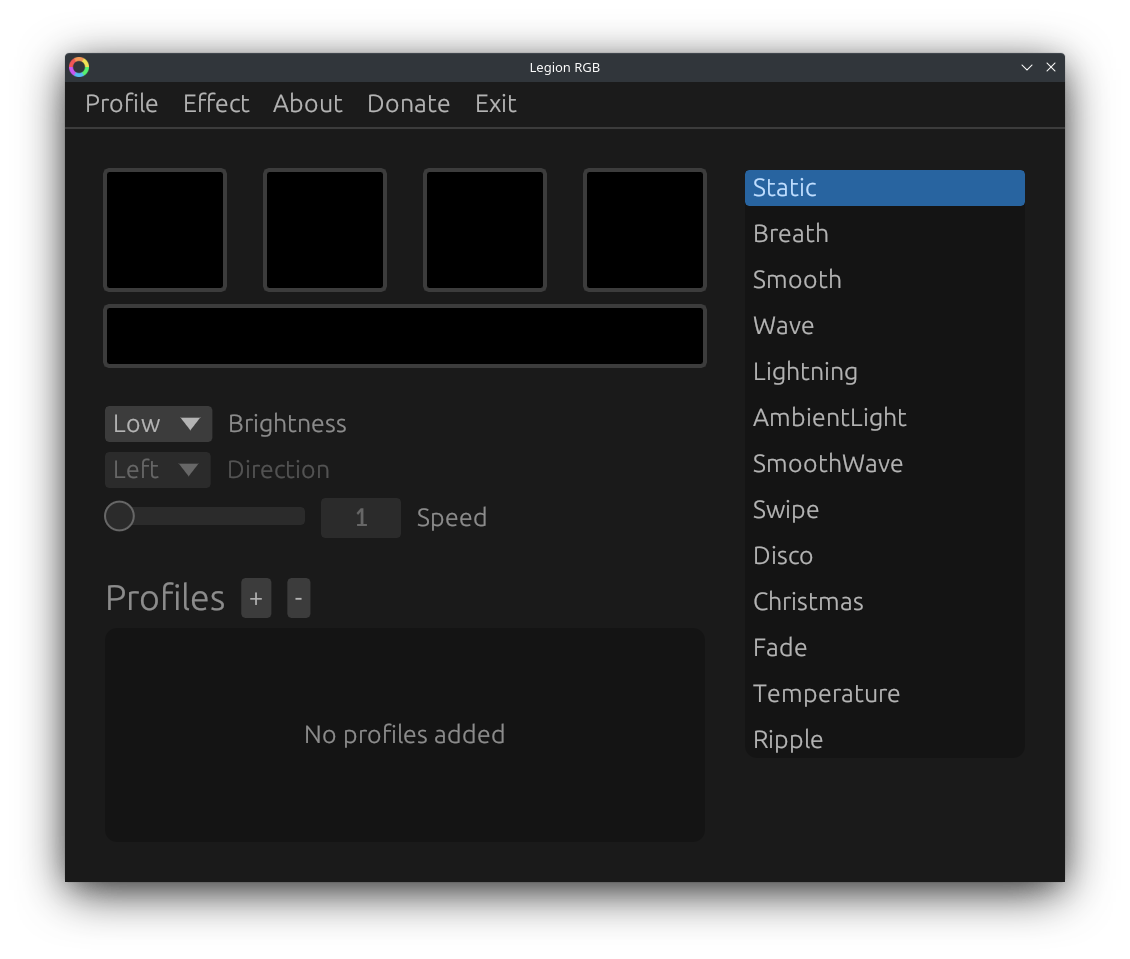 Legion RGB
Profile Effect About Donate Exit
Low Brightness
Left Direction
1 Speed
Profiles + -
No profiles added
Static
Breath
Smooth
Wave
Lightning
AmbientLight
SmoothWave
Swipe
Disco
Christmas
Fade
Temperature
Ripple